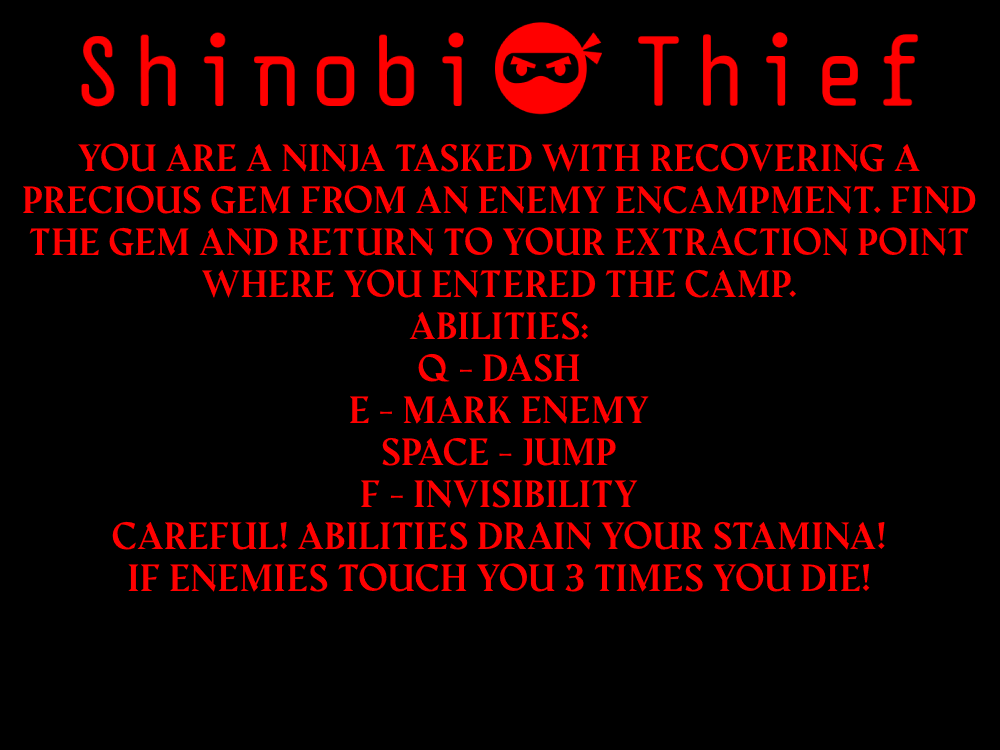 Shinobi Thief
YOU ARE A NINJA TASKED WITH RECOVERING A
PRECIOUS GEM FROM AN ENEMY ENCAMPMENT. FIND
THE GEM AND RETURN TO YOUR EXTRACTION POINT
WHERE YOU ENTERED THE CAMP.
ABILITIES:
Q - DASH
E - MARK ENEMY
SPACE - JUMP
F - INVISIBILITY
CAREFUL! ABILITIES DRAIN YOUR STAMINA!
IF ENEMIES TOUCH YOU 3 TIMES YOU DIE!